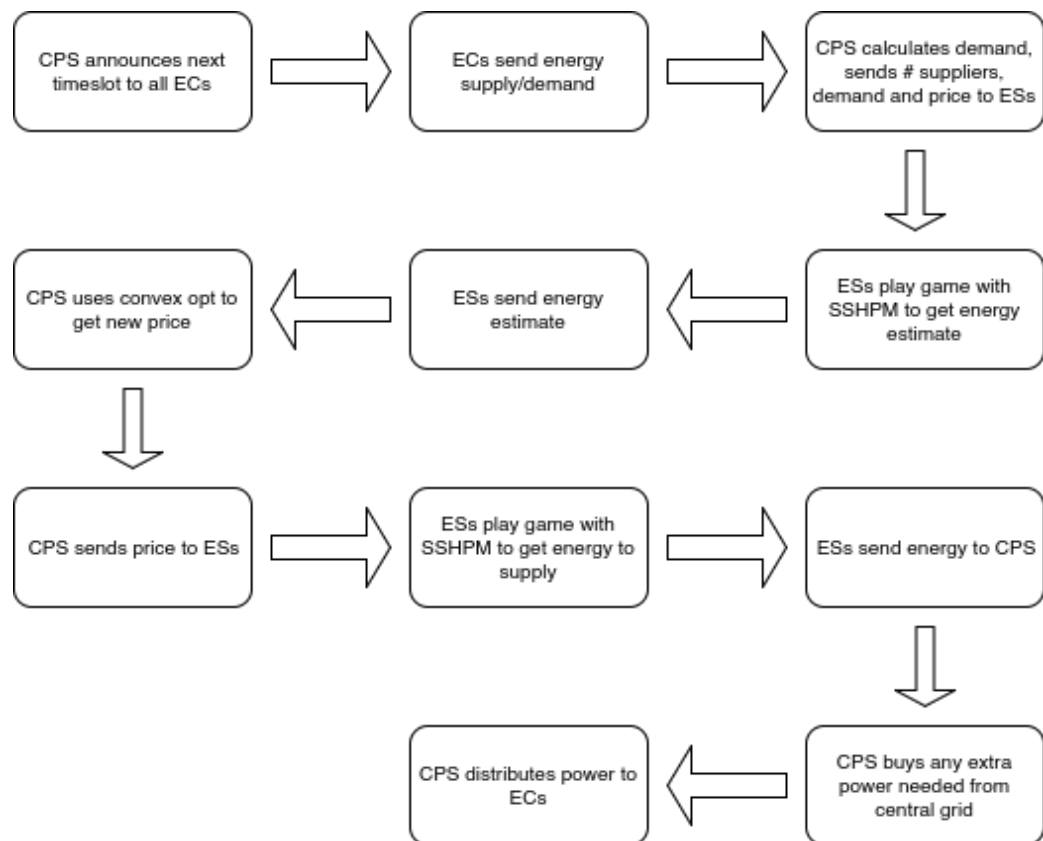 CPS announces next
timeslot to all ECs
ECs send energy
supply/demand
CPS calculates demand,
sends # suppliers,
demand and price to ESs
ESs play game with
SSHPM to get energy
estimate
ESs send energy
estimate
CPS uses convex opt to
get new price
CPS sends price to ESs
ESs play game with
SSHPM to get energy to
supply
ESs send energy to CPS
CPS buys any extra
power needed from
central grid
CPS distributes power to
ECs